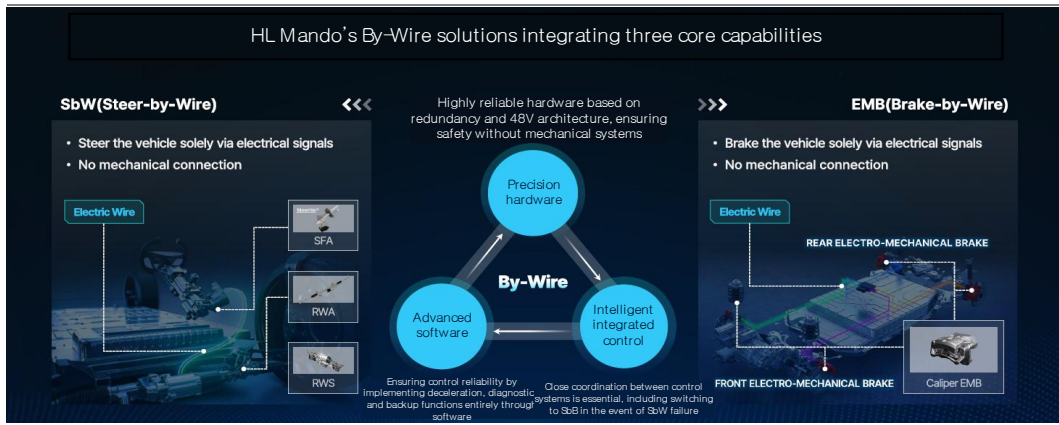 HL Mando's By-Wire solutions integrating three core capabilities
SbW(Steer-by-Wire)
• Steer the vehicle solely via electrical signals
• No mechanical connection
Electric Wire
SFA
RWA
RWS
Highly reliable hardware based on
redundancy and 48V architecture, ensuring
safety without mechanical systems
Precision
hardware
By-Wire
Advanced
software
Intelligent
integrated
control
Ensuring control reliability by
implementing deceleration, diagnostic
and backup functions entirely through
software
Close coordination between control
systems is essential, including switching
to SbB in the event of SbW failure
EMB(Brake-by-Wire)
• Brake the vehicle solely via electrical signals
• No mechanical connection
Electric Wire
REAR ELECTRO-MECHANICAL BRAKE
FRONT ELECTRO-MECHANICAL BRAKE
Caliper EMB